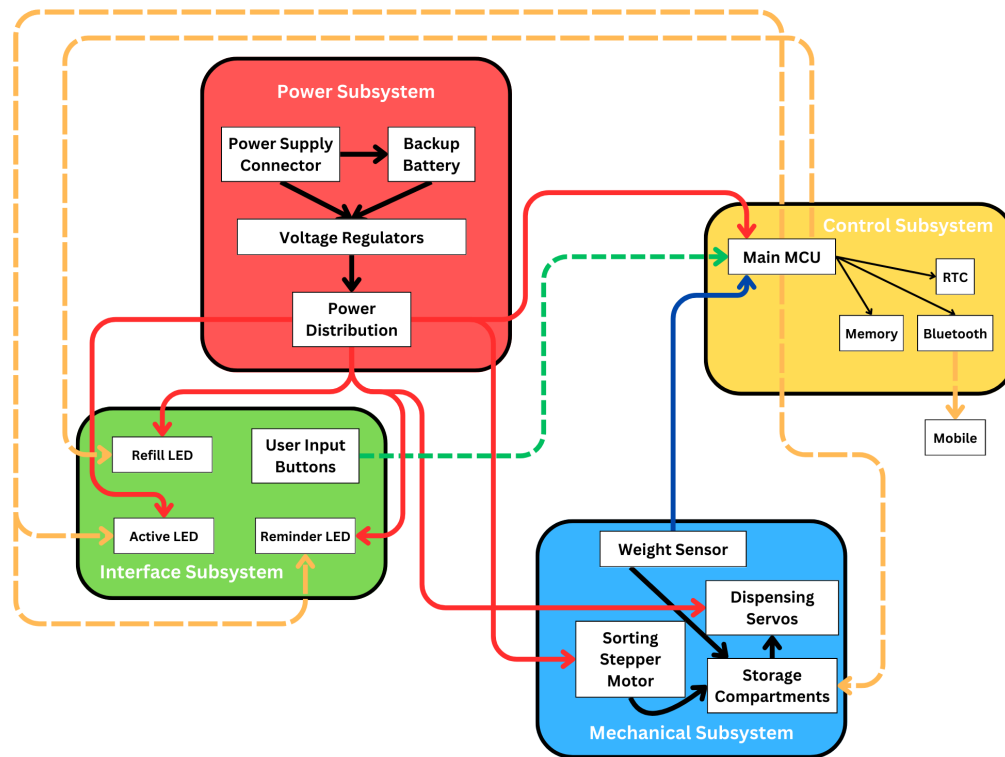 Power Subsystem
Power Supply
Connector
Backup
Battery
Voltage Regulators
Power
Distribution
Control Subsystem
Main MCU
RTC
Memory
Bluetooth
Mobile
Refill LED
User Input
Buttons
Active LED
Reminder LED
Interface Subsystem
Weight Sensor
Dispensing
Servos
Sorting
Stepper
Motor
Storage
Compartments
Mechanical Subsystem